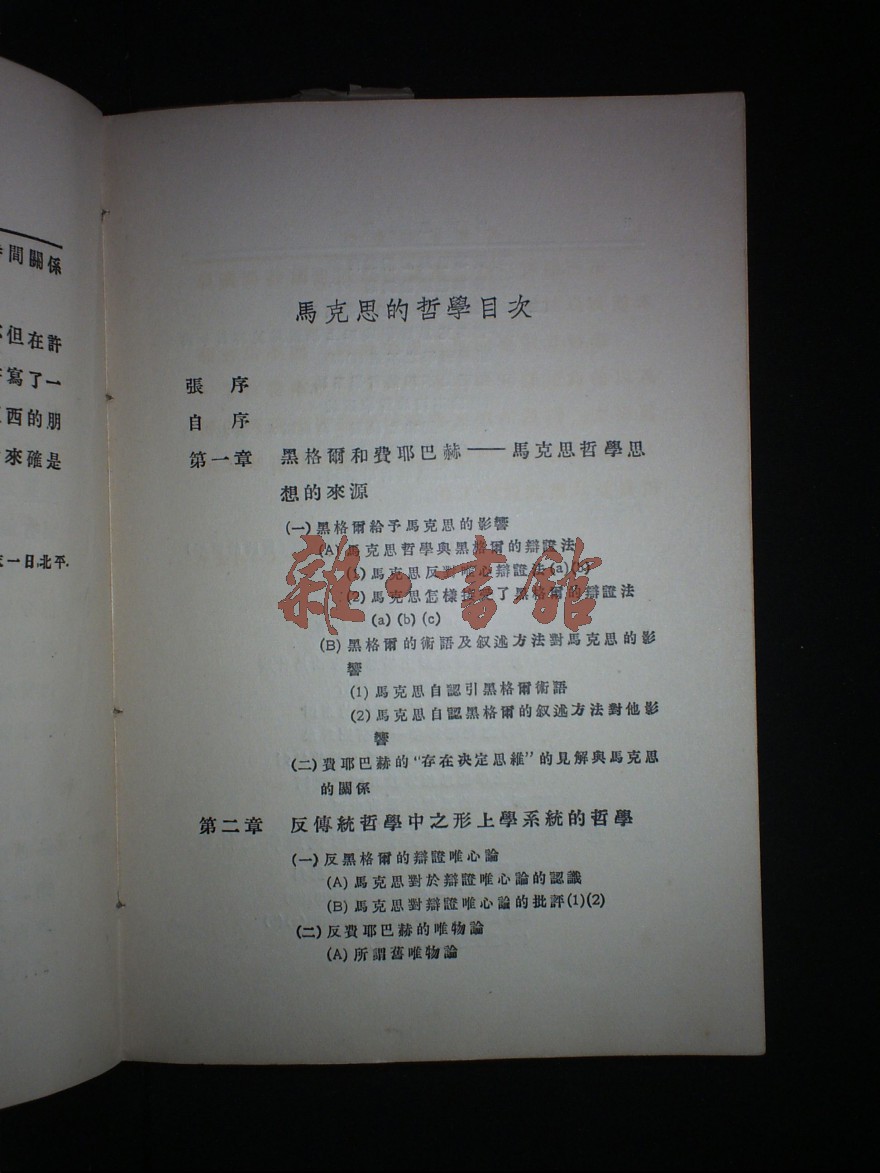 間關係
但在許
寫了一
西的朋
來確是
北平
馬克思的哲學目次
張序
自序
第一章 黑格爾和費耶巴赫——馬克思哲學思
想的來源
(一)黑格爾給予馬克思的影響
(A)馬克思哲學與黑格爾的辯證法
(1)馬克思反對唯心辯證法(a)(b)
(2)馬克思怎樣接受了黑格爾的辯證法
(a)(b)(c)
(B)黑格爾的術語及叙述方法對馬克思的影
響
(1)馬克思自認引黑格爾術語
(2)馬克思自認黑格爾的叙述方法對他影
響
(二)費耶巴赫的“存在决定思維”的見解與馬克思
的關係
第二章 反傳統哲學中之形上學系統的哲學
(一)反黑格爾的辯證唯心論
(A)馬克思對於辯證唯心論的認識
(B)馬克思對辯證唯心論的批評(1)(2)
(二)反費耶巴赫的唯物論
(A)所謂舊唯物論
雜·書館